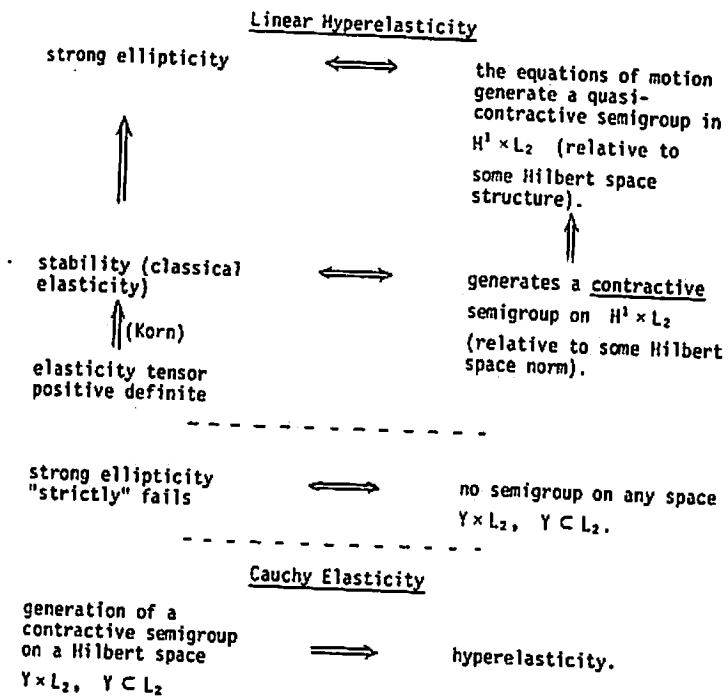 Linear Hyperelasticity
strong ellipticity
⟺
the equations of motion
generate a quasi-
contractive semigroup in
H¹ × L₂ (relative to
some Hilbert space
structure).
stability (classical
elasticity)
⟺
generates a contractive
semigroup on H¹ × L₂
(relative to some Hilbert
space norm).
(Korn)
elasticity tensor
positive definite
strong ellipticity
"strictly" fails
⟺
no semigroup on any space
Y × L₂, Y ⊂ L₂.
Cauchy Elasticity
generation of a
contractive semigroup
on a Hilbert space
Y × L₂, Y ⊂ L₂
⟹
hyperelasticity.